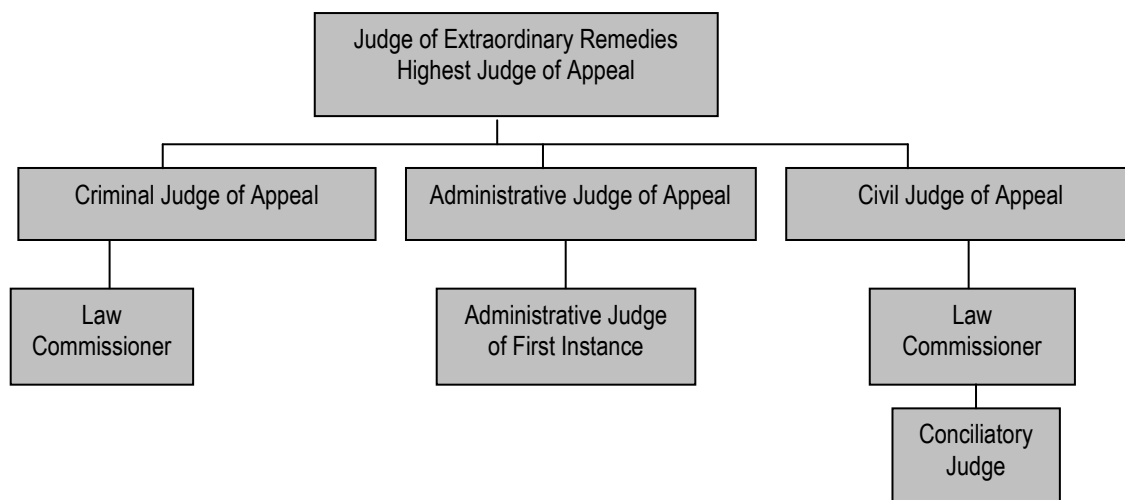 Judge of Extraordinary Remedies
Highest Judge of Appeal
Criminal Judge of Appeal
Administrative Judge of Appeal
Civil Judge of Appeal
Law
Commissioner
Administrative Judge
of First Instance
Law
Commissioner
Conciliatory
Judge